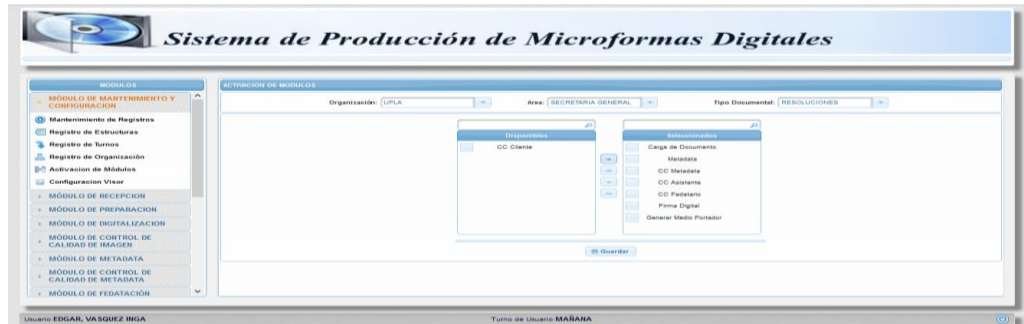 Sistema de Producción de Microformas Digitales
MODULOS
MÓDULO DE MANTENIMIENTO Y CONFIGURACION
Mantenimiento de Registros
Registro de Estructuras
Registro de Turnos
Registro de Organización
Activacion de Módulos
Configuracion Visor
MÓDULO DE RECEPCION
MÓDULO DE PREPARACION
MÓDULO DE DIGITALIZACION
MÓDULO DE CONTROL DE CALIDAD DE IMAGEN
MÓDULO DE METADATA
MÓDULO DE CONTROL DE CALIDAD DE METADATA
MÓDULO DE FEDATACIÓN
ACTIVACION DE MODULOS
Organización: UPLA Area: SECRETARIA GENERAL Tipo Documental: RESOLUCIONES
Disponibles
CC Cliente
Seleccionados
Carga de Documento
Metadata
CC Metadata
CC Asistente
CC Fedatario
Firma Digital
Generar Medio Portador
Guardar
Usuario: EDGAR, VASQUEZ INGA Turno de Usuario: MAÑANA